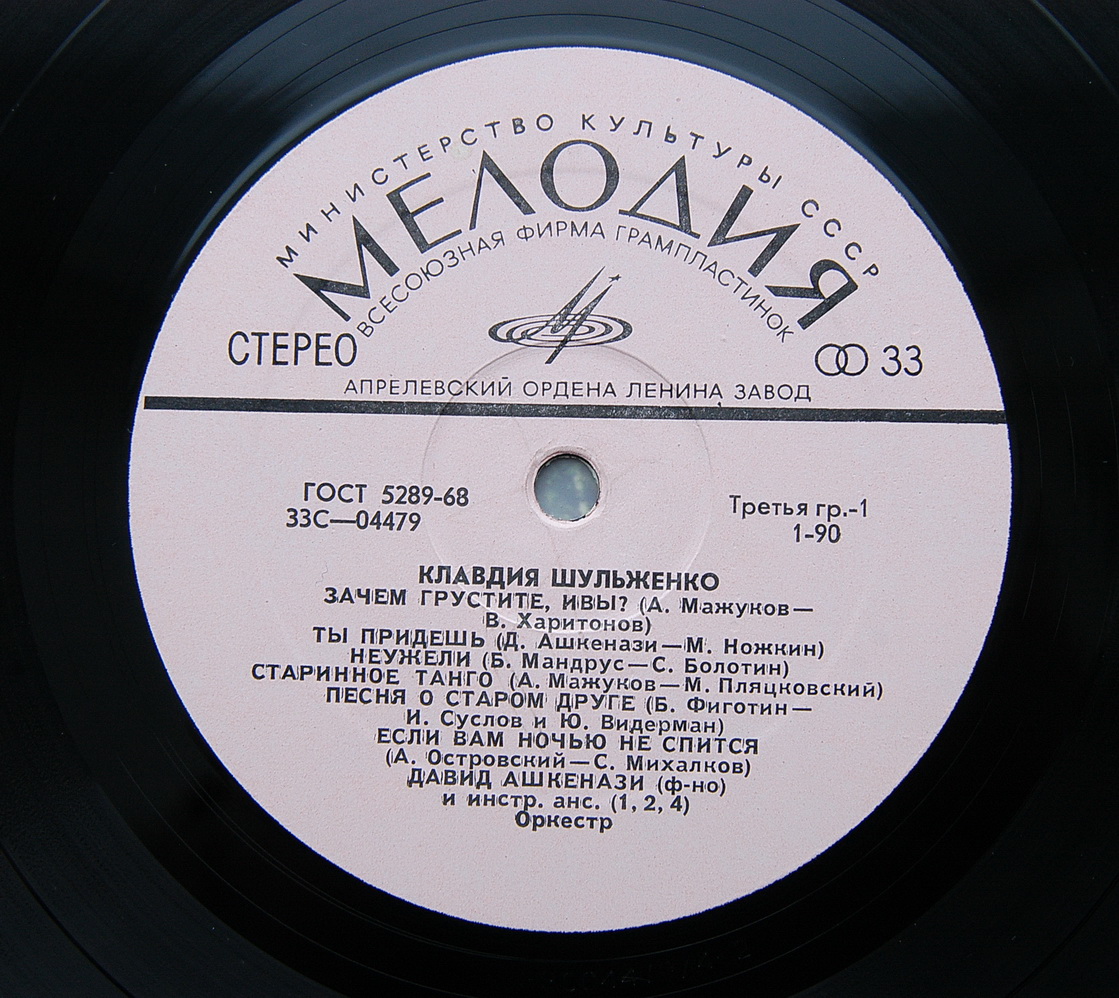 МИНИСТЕРСТВО КУЛЬТУРЫ СССР
МЕЛОДИЯ
ВСЕСОЮЗНАЯ ФИРМА ГРАМПЛАСТИНОК
СТЕРЕО
33
АПРЕЛЕВСКИЙ ОРДЕНА ЛЕНИНА ЗАВОД
ГОСТ 5289-68
33С—04479
Третья гр.-1
1-90
КЛАВДИЯ ШУЛЬЖЕНКО
ЗАЧЕМ ГРУСТИТЕ, ИВЫ? (А. Мажуков—
В. Харитонов)
ТЫ ПРИДЕШЬ (Д. Ашкенази—М. Ножкин)
НЕУЖЕЛИ (Б. Мандрус—С. Болотин)
СТАРИННОЕ ТАНГО (А. Мажуков—М. Пляцковский)
ПЕСНЯ О СТАРОМ ДРУГЕ (Б. Фиготин—
И. Суслов и Ю. Видерман)
ЕСЛИ ВАМ НОЧЬЮ НЕ СПИТСЯ
(А. Островский—С. Михалков)
ДАВИД АШКЕНАЗИ (ф-но)
и инстр. анс. (1, 2, 4)
Оркестр